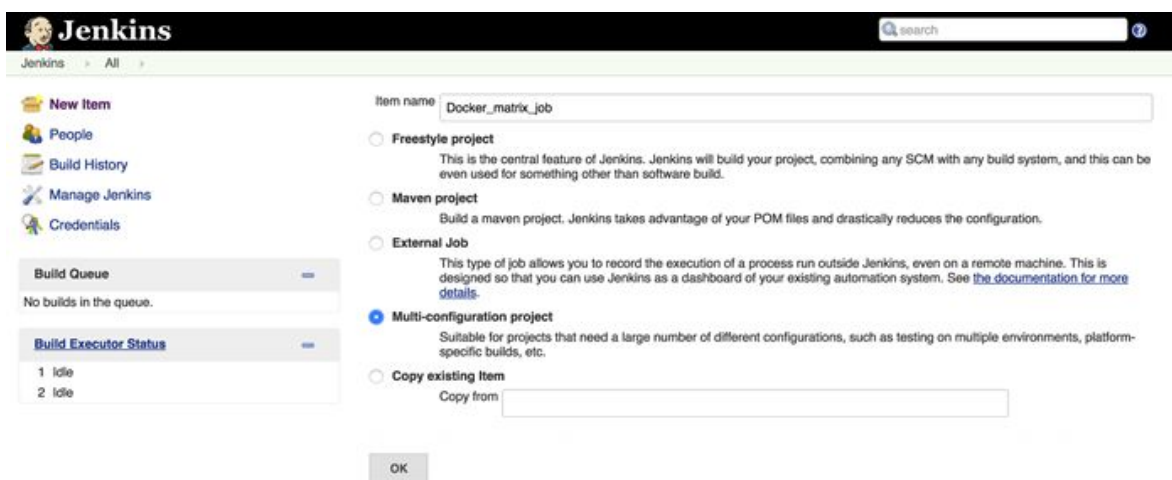 Jenkins
search
Jenkins
All
New Item
People
Build History
Manage Jenkins
Credentials
Build Queue
No builds in the queue.
Build Executor Status
1 Idle
2 Idle
Item name Docker_matrix_job
Freestyle project
This is the central feature of Jenkins. Jenkins will build your project, combining any SCM with any build system, and this can be
even used for something other than software build.
Maven project
Build a maven project. Jenkins takes advantage of your POM files and drastically reduces the configuration.
External Job
This type of job allows you to record the execution of a process run outside Jenkins, even on a remote machine. This is
designed so that you can use Jenkins as a dashboard of your existing automation system. See the documentation for more
details.
Multi-configuration project
Suitable for projects that need a large number of different configurations, such as testing on multiple environments, platform-
specific builds, etc.
Copy existing Item
Copy from
OK